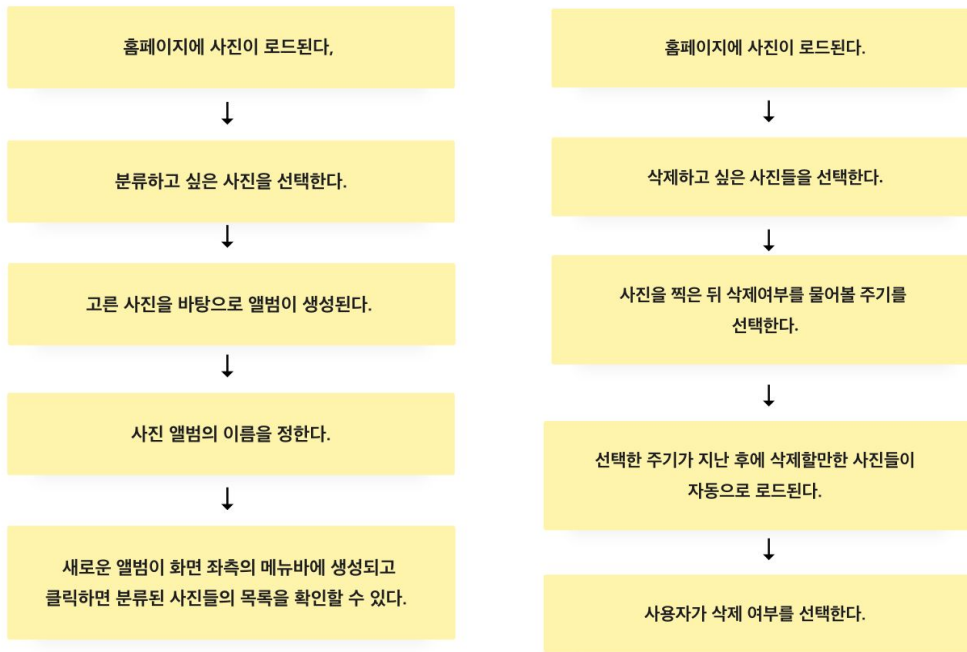 홈페이지에 사진이 로드된다,
↓
분류하고 싶은 사진을 선택한다.
↓
고른 사진을 바탕으로 앨범이 생성된다.
↓
사진 앨범의 이름을 정한다.
↓
새로운 앨범이 화면 좌측의 메뉴바에 생성되고
클릭하면 분류된 사진들의 목록을 확인할 수 있다.
홈페이지에 사진이 로드된다.
↓
삭제하고 싶은 사진들을 선택한다.
↓
사진을 찍은 뒤 삭제여부를 물어볼 주기를
선택한다.
↓
선택한 주기가 지난 후에 삭제할만한 사진들이
자동으로 로드된다.
↓
사용자가 삭제 여부를 선택한다.